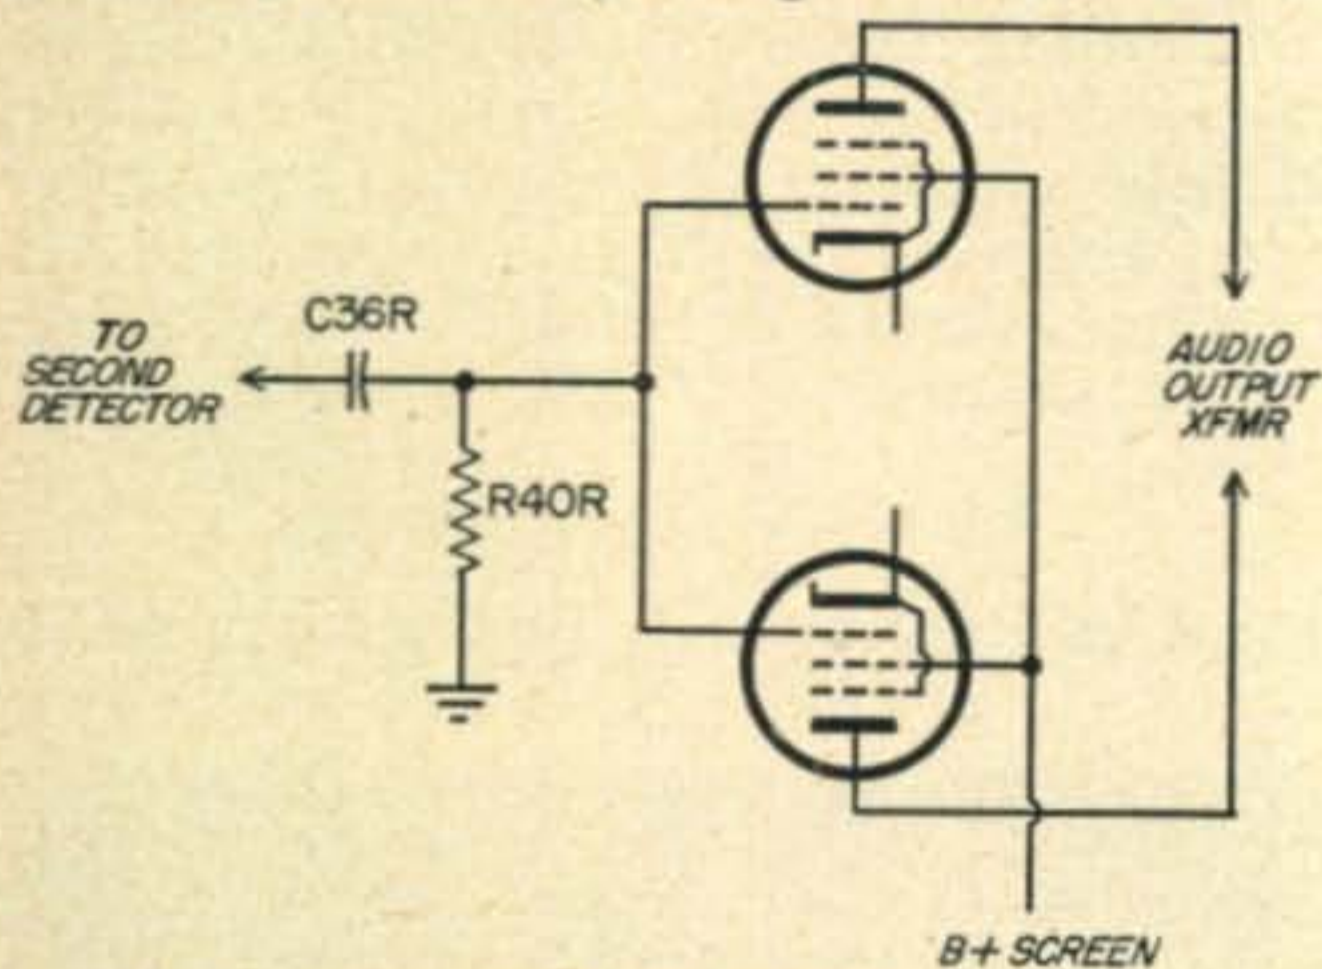 C36R
TO
SECOND
DETECTOR
R40R
AUDIO
OUTPUT
XFMR
B+ SCREEN